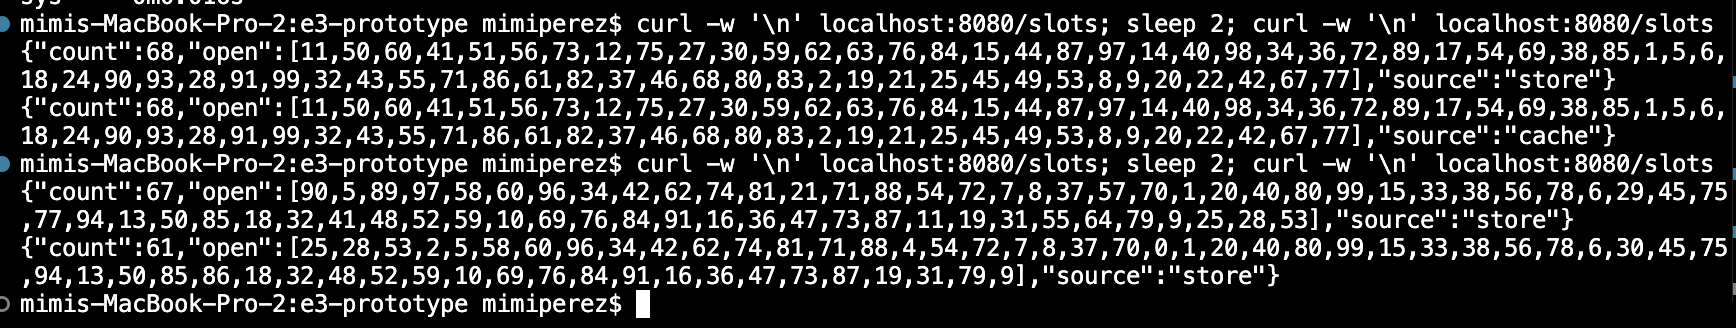 mimis-MacBook-Pro-2:e3-prototype mimiperez$ curl -w '\n' localhost:8080/slots; sleep 2; curl -w '\n' localhost:8080/slots
{"count":68,"open":[11,50,60,41,51,56,73,12,75,27,30,59,62,63,76,84,15,44,87,97,14,40,98,34,36,72,89,17,54,69,38,85,1,5,6,
18,24,90,93,28,91,99,32,43,55,71,86,61,82,37,46,68,80,83,2,19,21,25,45,49,53,8,9,20,22,42,67,77],"source":"store"}
{"count":68,"open":[11,50,60,41,51,56,73,12,75,27,30,59,62,63,76,84,15,44,87,97,14,40,98,34,36,72,89,17,54,69,38,85,1,5,6,
18,24,90,93,28,91,99,32,43,55,71,86,61,82,37,46,68,80,83,2,19,21,25,45,49,53,8,9,20,22,42,67,77],"source":"cache"}
mimis-MacBook-Pro-2:e3-prototype mimiperez$ curl -w '\n' localhost:8080/slots; sleep 2; curl -w '\n' localhost:8080/slots
{"count":67,"open":[90,5,89,97,58,60,96,34,42,62,74,81,21,71,88,54,72,7,8,37,57,70,1,20,40,80,99,15,33,38,56,78,6,29,45,75
,77,94,13,50,85,18,32,41,48,52,59,10,69,76,84,91,16,36,47,73,87,11,19,31,55,64,79,9,25,28,53],"source":"store"}
{"count":61,"open":[25,28,53,2,5,58,60,96,34,42,62,74,81,71,88,4,54,72,7,8,37,70,0,1,20,40,80,99,15,33,38,56,78,6,30,45,75
,94,13,50,85,86,18,32,48,52,59,10,69,76,84,91,16,36,47,73,87,19,31,79,9],"source":"store"}
mimis-MacBook-Pro-2:e3-prototype mimiperez$